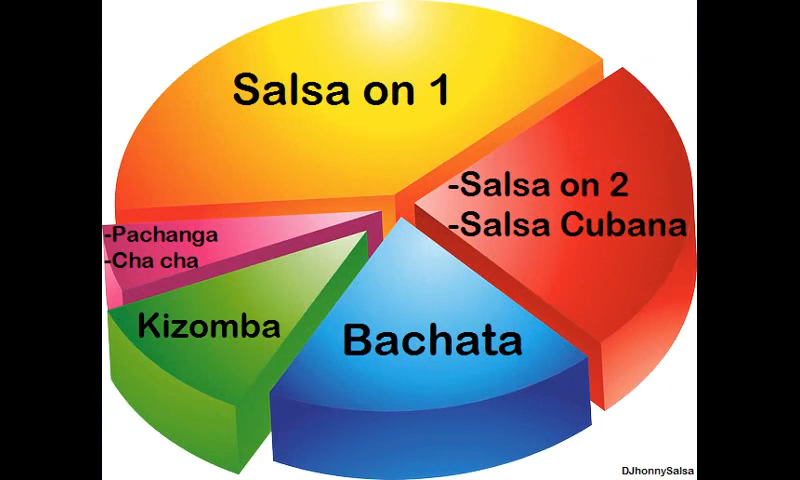 Salsa on 1
-Salsa on 2
-Salsa Cubana
-Pachanga
-Cha cha
Kizomba
Bachata
DJhonnySalsa